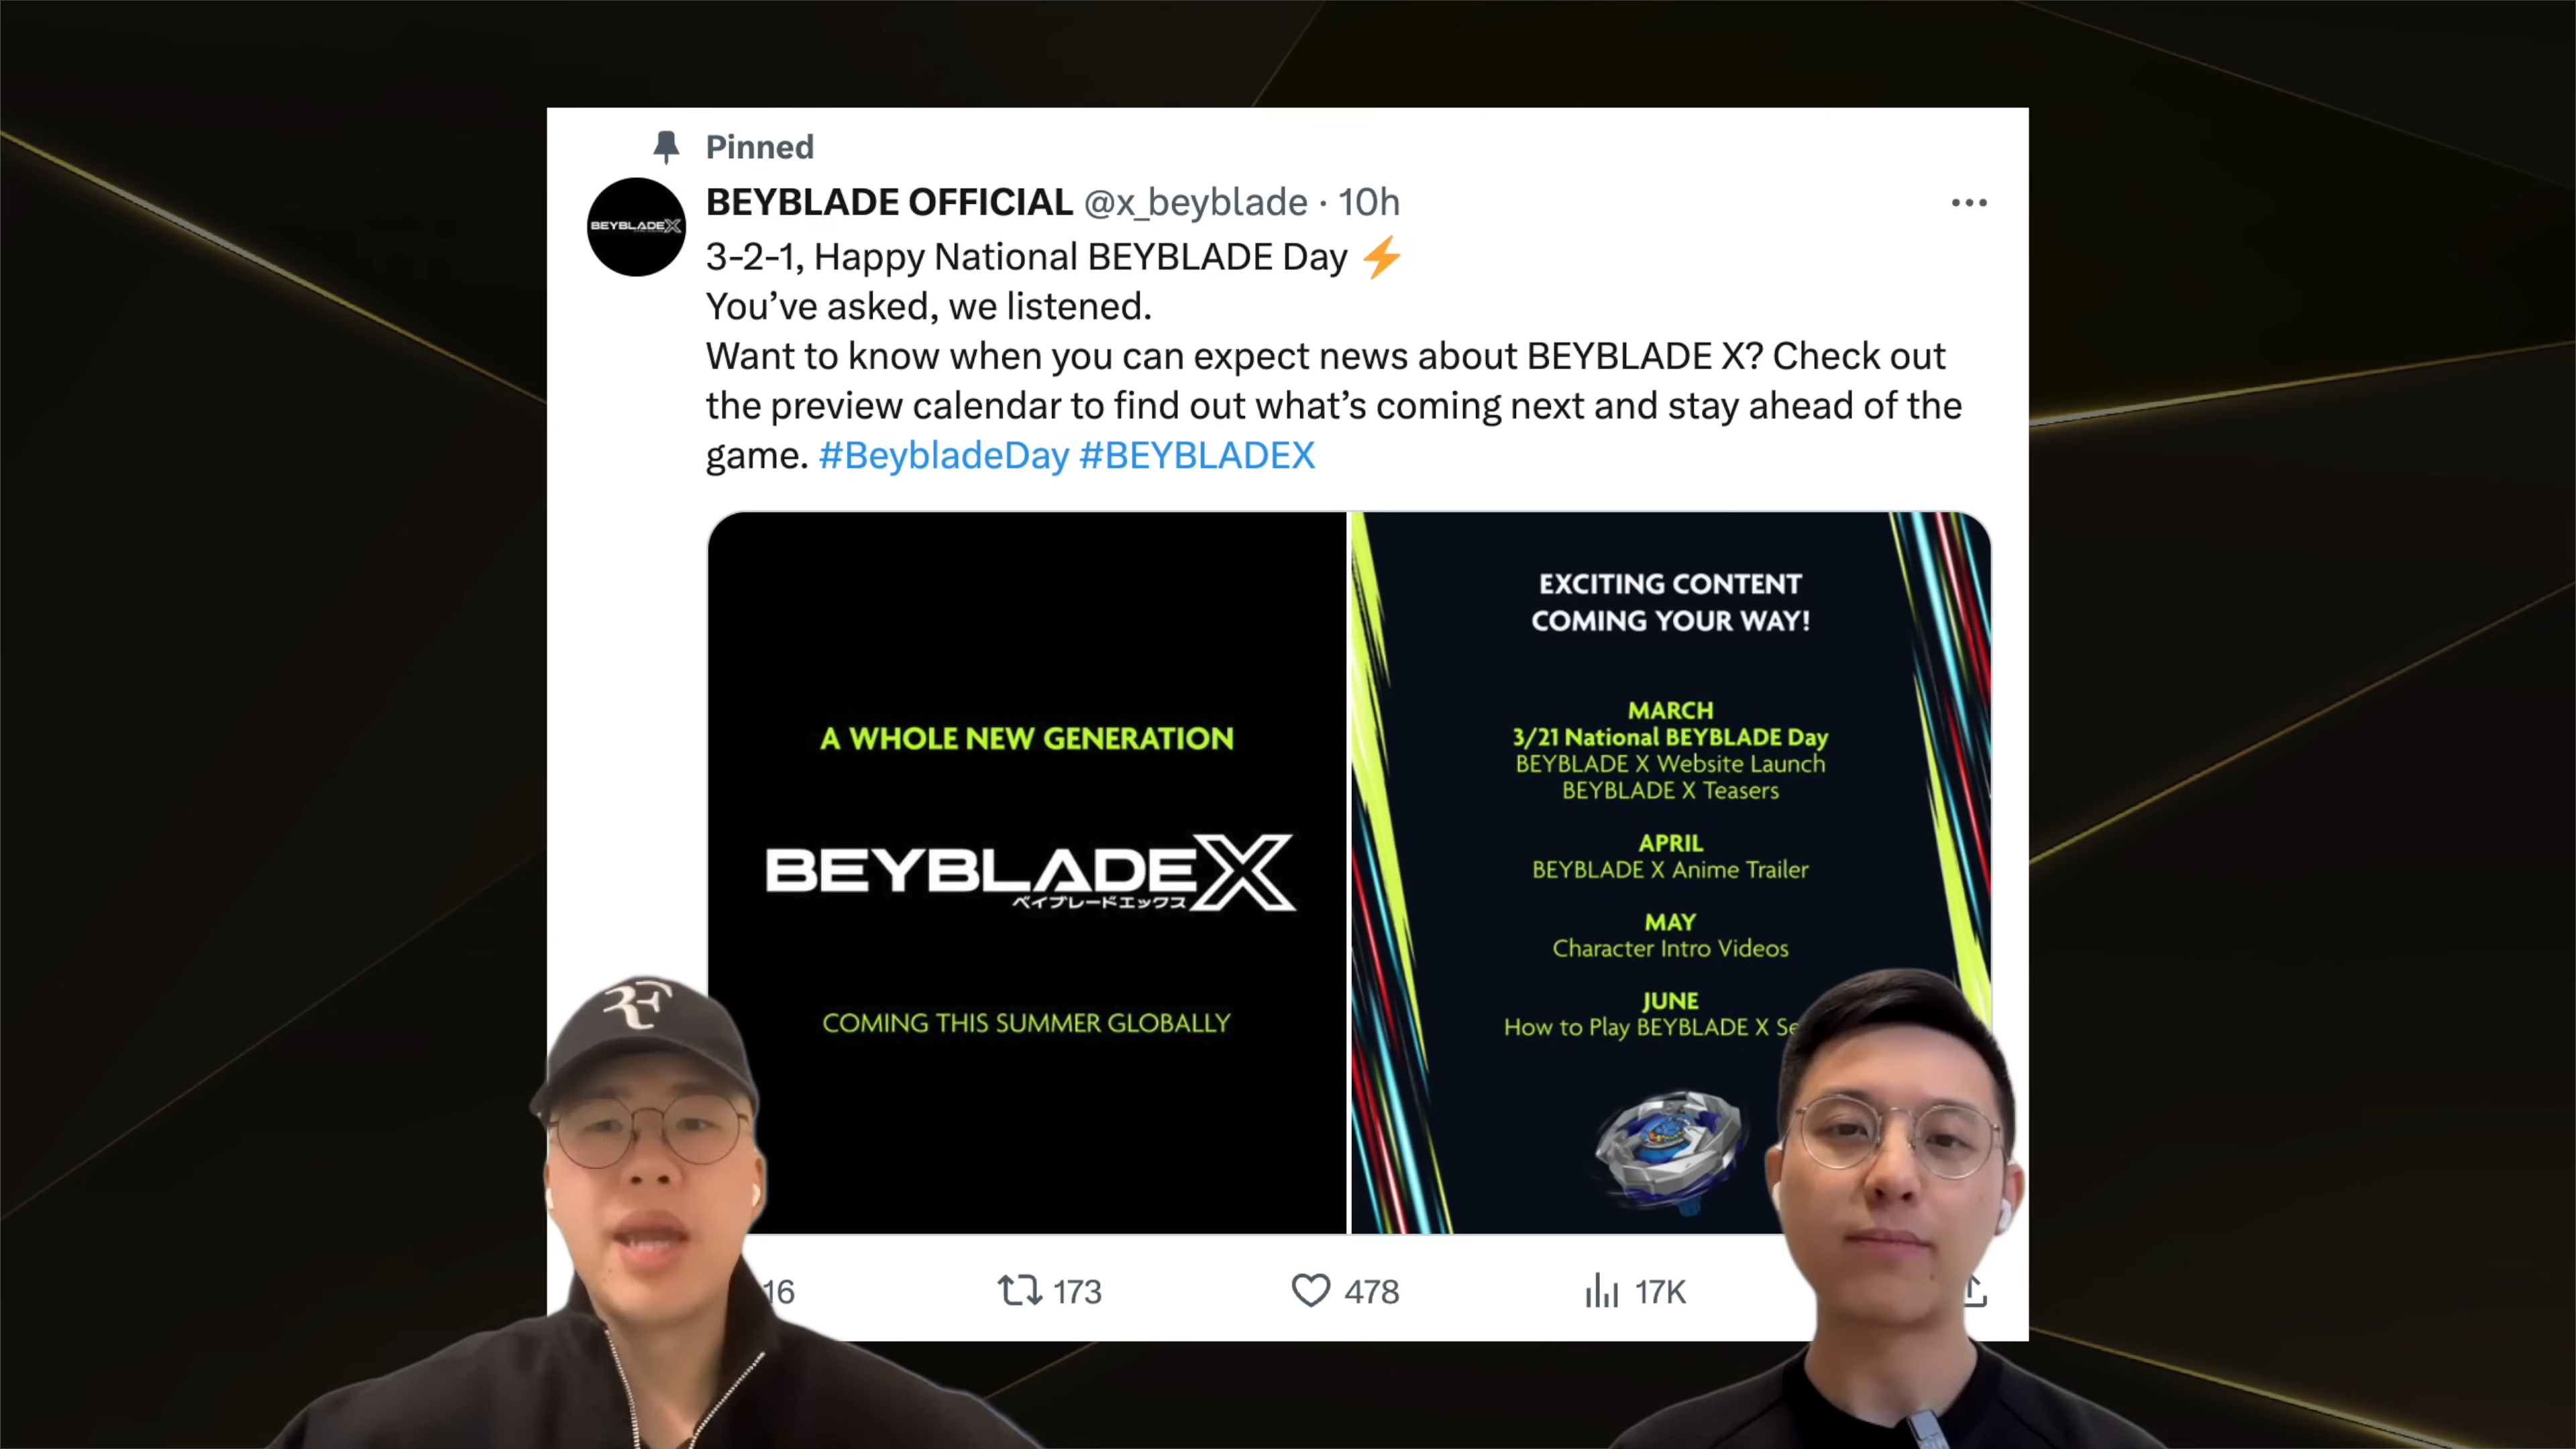 Pinned
BEYBLADE OFFICIAL @x_beyblade · 10h
BEYBLADEX
3-2-1, Happy National BEYBLADE Day ⚡
You’ve asked, we listened.
Want to know when you can expect news about BEYBLADE X? Check out
the preview calendar to find out what’s coming next and stay ahead of the
game. #BeybladeDay #BEYBLADEX
A WHOLE NEW GENERATION
BEYBLADEX
ベイブレードエックス
COMING THIS SUMMER GLOBALLY
EXCITING CONTENT
COMING YOUR WAY!
MARCH
3/21 National BEYBLADE Day
BEYBLADE X Website Launch
BEYBLADE X Teasers
APRIL
BEYBLADE X Anime Trailer
MAY
Character Intro Videos
JUNE
How to Play BEYBLADE X
RF
16
173
478
17K